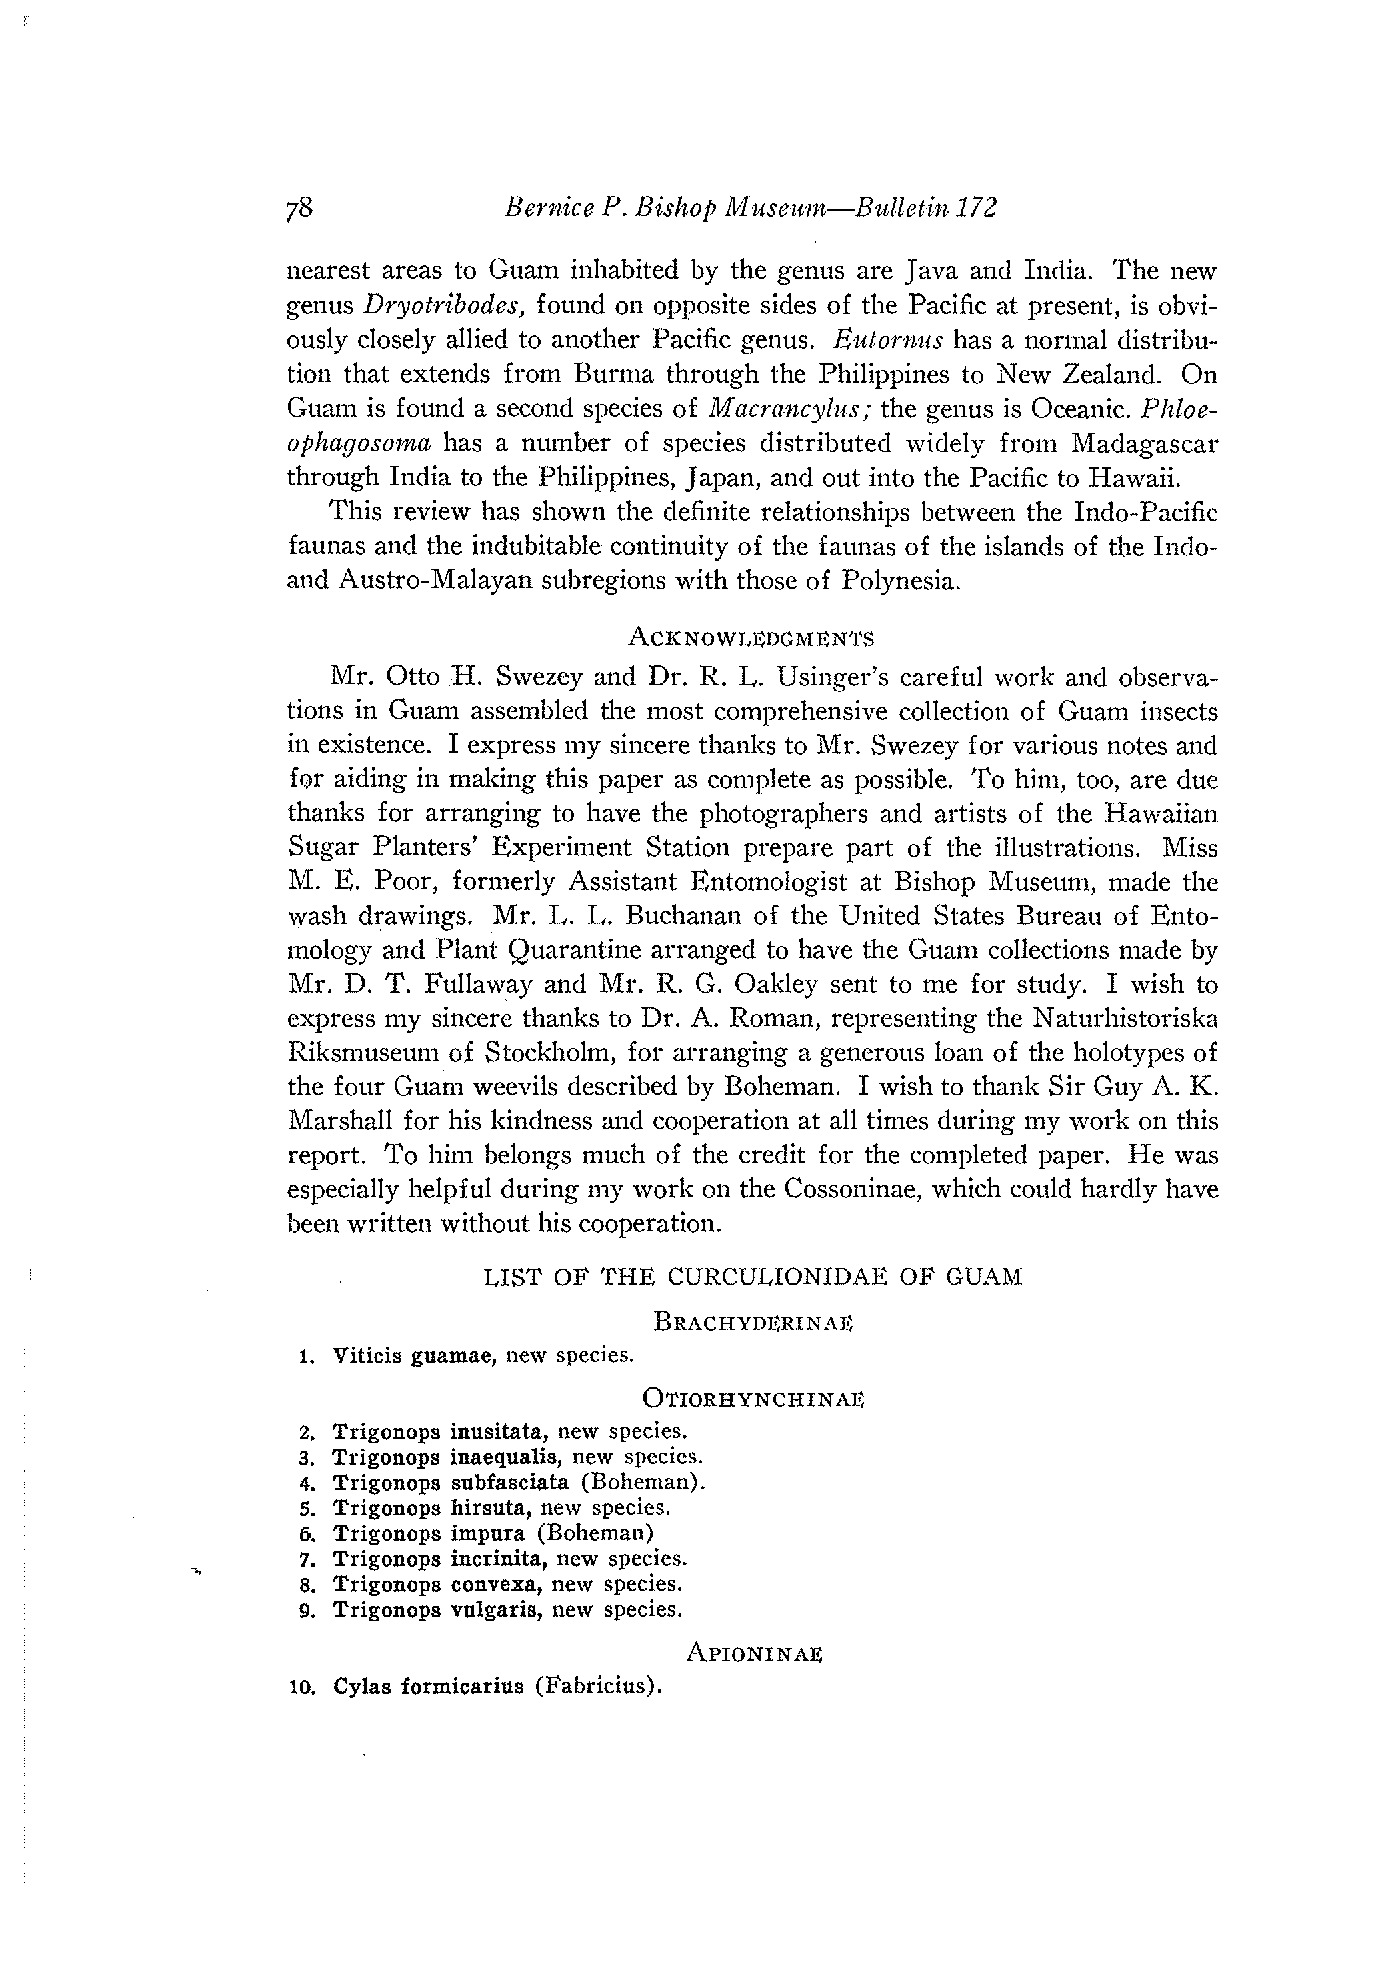 78 Bernice P. Bishop Museum—Bulletin 172
nearest areas to Guam inhabited by the genus are Java and India. The new
genus Dryotribodes, found on opposite sides of the Pacific at present, is obvi-
ously closely allied to another Pacific genus. Eutornus has a normal distribu-
tion that extends from Burma through the Philippines to New Zealand. On
Guam is found a second species of Macrancylus; the genus is Oceanic. Phloe-
ophagosoma has a number of species distributed widely from Madagascar
through India to the Philippines, Japan, and out into the Pacific to Hawaii.
This review has shown the definite relationships between the Indo-Pacific
faunas and the indubitable continuity of the faunas of the islands of the Indo-
and Austro-Malayan subregions with those of Polynesia.
ACKNOWLEDGMENTS
Mr. Otto H. Swezey and Dr. R. L. Usinger's careful work and observa-
tions in Guam assembled the most comprehensive collection of Guam insects
in existence. I express my sincere thanks to Mr. Swezey for various notes and
for aiding in making this paper as complete as possible. To him, too, are due
thanks for arranging to have the photographers and artists of the Hawaiian
Sugar Planters' Experiment Station prepare part of the illustrations. Miss
M. E. Poor, formerly Assistant Entomologist at Bishop Museum, made the
wash drawings. Mr. L. L. Buchanan of the United States Bureau of Ento-
mology and Plant Quarantine arranged to have the Guam collections made by
Mr. D. T. Fullaway and Mr. R. G. Oakley sent to me for study. I wish to
express my sincere thanks to Dr. A. Roman, representing the Naturhistoriska
Riksmuseum of Stockholm, for arranging a generous loan of the holotypes of
the four Guam weevils described by Boheman. I wish to thank Sir Guy A. K.
Marshall for his kindness and cooperation at all times during my work on this
report. To him belongs much of the credit for the completed paper. He was
especially helpful during my work on the Cossoninae, which could hardly have
been written without his cooperation.
LIST OF THE CURCULIONIDAE OF GUAM
BRACHYDERINAE
1. Viticis guamae, new species.
OTIORHYNCHINAE
2. Trigonops inusitata, new species.
3. Trigonops inaequalis, new species.
4. Trigonops subfasciata (Boheman).
5. Trigonops hirsuta, new species.
6. Trigonops impura (Boheman)
7. Trigonops incrinita, new species.
8. Trigonops convexa, new species.
9. Trigonops vulgaris, new species.
APIONINAE
10. Cylas formicarius (Fabricius).